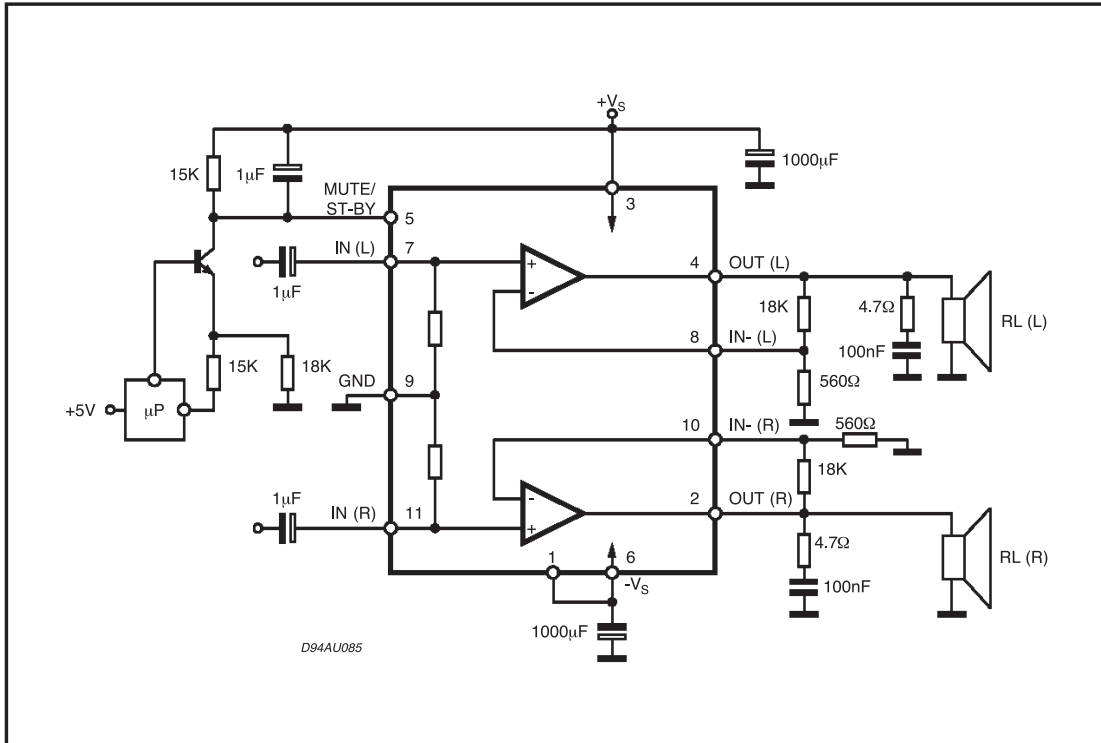 +VS
15K
1µF
1000µF
MUTE/
ST-BY
5
3
IN (L)
7
1µF
+
-
4
OUT (L)
18K
4.7Ω
RL (L)
8
IN- (L)
100nF
15K
18K
GND
9
560Ω
+5V
µP
10
IN- (R)
560Ω
18K
1µF
IN (R)
11
-
+
2
OUT (R)
4.7Ω
RL (R)
1
6
-VS
100nF
1000µF
D94AU085